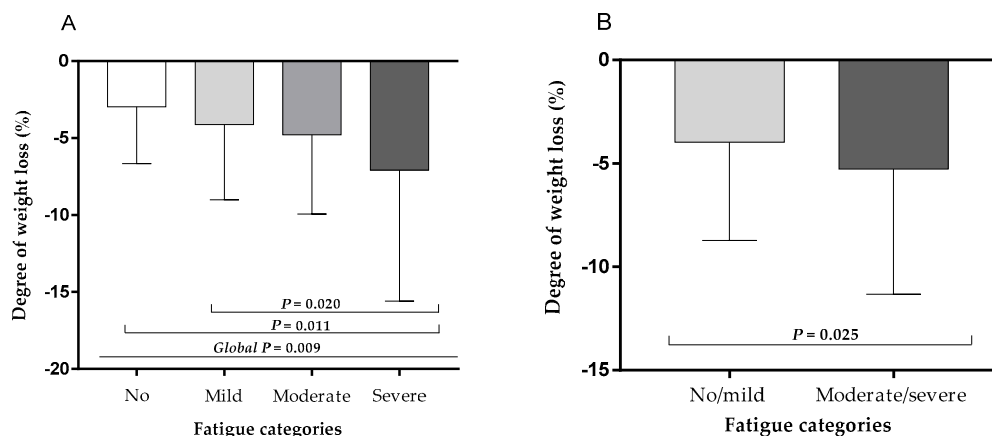 A
Degree of weight loss (%)
0
-5
-10
-15
-20
P = 0.020
P = 0.011
Global P = 0.009
No Mild Moderate Severe
Fatigue categories
B
Degree of weight loss (%)
0
-5
-10
-15
P = 0.025
No/mild Moderate/severe
Fatigue categories